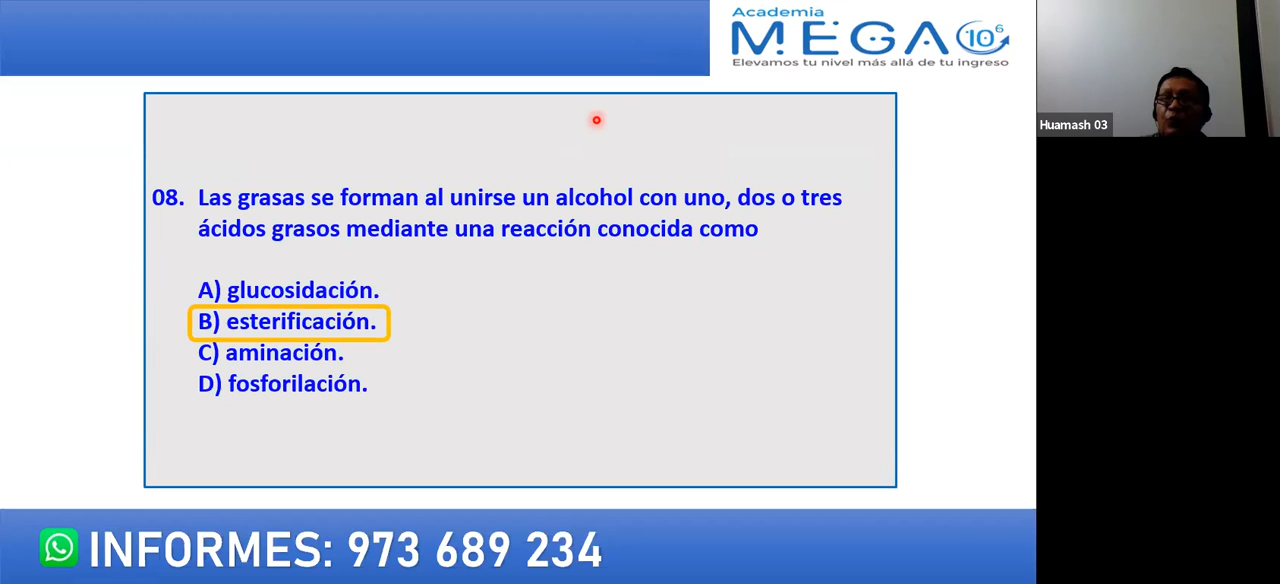 Academia
MEGA 10⁶
Elevamos tu nivel más allá de tu ingreso
Huamash 03
08. Las grasas se forman al unirse un alcohol con uno, dos o tres
ácidos grasos mediante una reacción conocida como
A) glucosidación.
B) esterificación.
C) aminación.
D) fosforilación.
INFORMES: 973 689 234